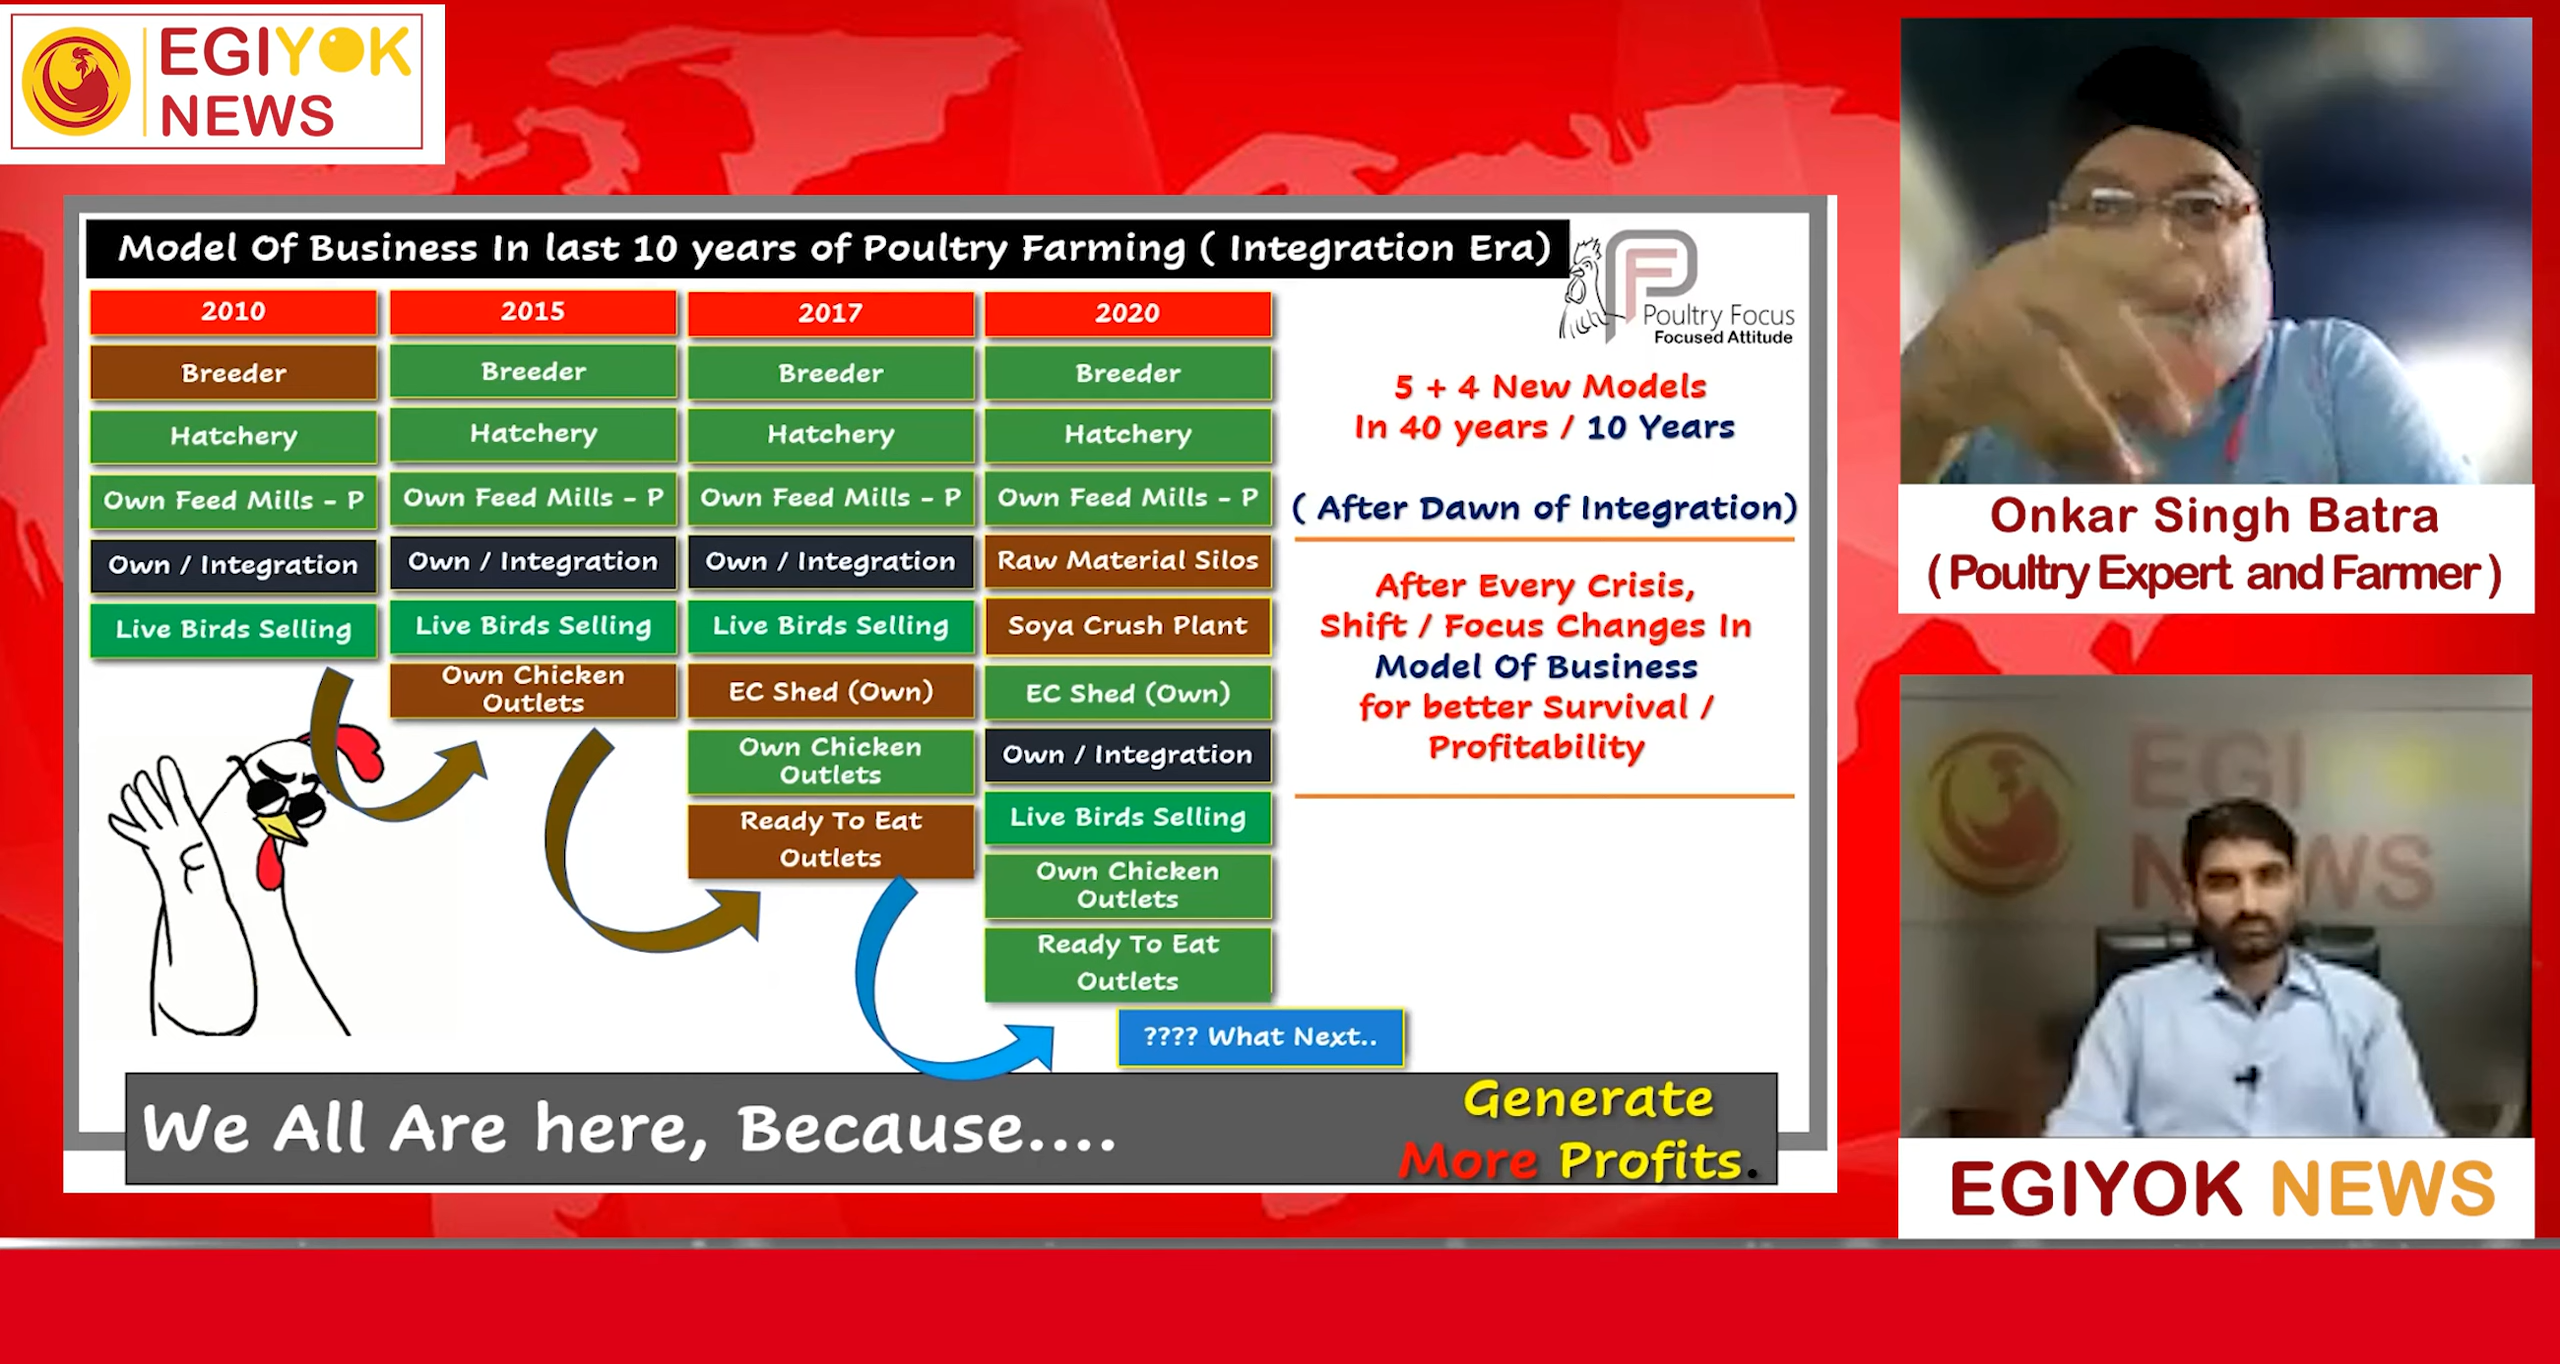 EGIYOK
NEWS
Model Of Business In last 10 years of Poultry Farming ( Integration Era)
Poultry Focus
Focused Attitude
2010
Breeder
Hatchery
Own Feed Mills - P
Own / Integration
Live Birds Selling
2015
Breeder
Hatchery
Own Feed Mills - P
Own / Integration
Live Birds Selling
Own Chicken
Outlets
2017
Breeder
Hatchery
Own Feed Mills - P
Own / Integration
Live Birds Selling
EC Shed (Own)
Own Chicken
Outlets
Ready To Eat
Outlets
2020
Breeder
Hatchery
Own Feed Mills - P
Raw Material Silos
Soya Crush Plant
EC Shed (Own)
Own / Integration
Live Birds Selling
Own Chicken
Outlets
Ready To Eat
Outlets
???? What Next..
5 + 4 New Models
In 40 years / 10 Years
( After Dawn of Integration)
After Every Crisis,
Shift / Focus Changes In
Model Of Business
for better Survival /
Profitability
We All Are here, Because....
Generate
More Profits.
Onkar Singh Batra
( Poultry Expert and Farmer )
EGI
NEWS
EGIYOK NEWS